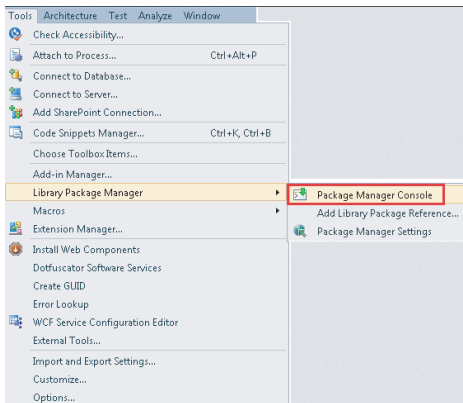 Tools Architecture Test Analyze Window
Check Accessibility...
Attach to Process... Ctrl+Alt+P
Connect to Database...
Connect to Server...
Add SharePoint Connection...
Code Snippets Manager... Ctrl+K, Ctrl+B
Choose Toolbox Items...
Add-in Manager...
Library Package Manager
Package Manager Console
Macros
Add Library Package Reference...
Extension Manager...
Package Manager Settings
Install Web Components
Dotfuscator Software Services
Create GUID
Error Lookup
WCF Service Configuration Editor
External Tools...
Import and Export Settings...
Customize...
Options...